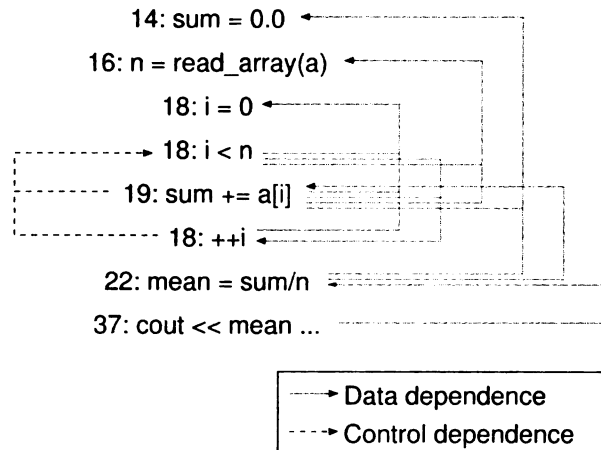 14: sum = 0.0
16: n = read_array(a)
18: i = 0
18: i < n
19: sum += a[i]
18: ++i
22: mean = sum/n
37: cout << mean ...
Data dependence
Control dependence